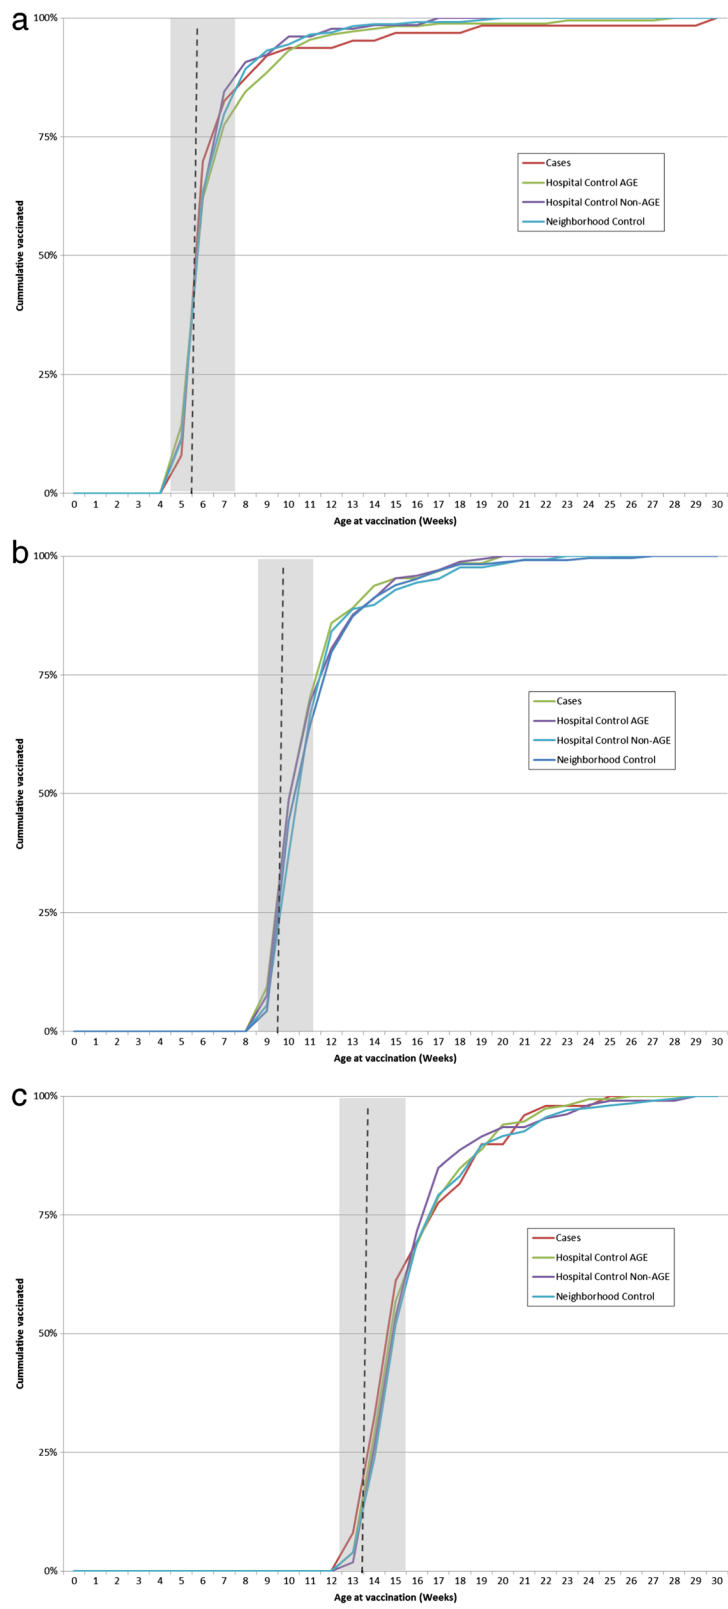 a
100%
75%
50%
25%
0%
Cummulative vaccinated
Cases
Hospital Control AGE
Hospital Control Non-AGE
Neighborhood Control
0 1 2 3 4 5 6 7 8 9 10 11 12 13 14 15 16 17 18 19 20 21 22 23 24 25 26 27 28 29 30
Age at vaccination (Weeks)
b
100%
75%
50%
25%
0%
Cummulative vaccinated
Cases
Hospital Control AGE
Hospital Control Non-AGE
Neighborhood Control
0 1 2 3 4 5 6 7 8 9 10 11 12 13 14 15 16 17 18 19 20 21 22 23 24 25 26 27 28 29 30
Age at vaccination (Weeks)
c
100%
75%
50%
25%
0%
Cummulative vaccinated
Cases
Hospital Control AGE
Hospital Control Non-AGE
Neighborhood Control
0 1 2 3 4 5 6 7 8 9 10 11 12 13 14 15 16 17 18 19 20 21 22 23 24 25 26 27 28 29 30
Age at vaccination (Weeks)